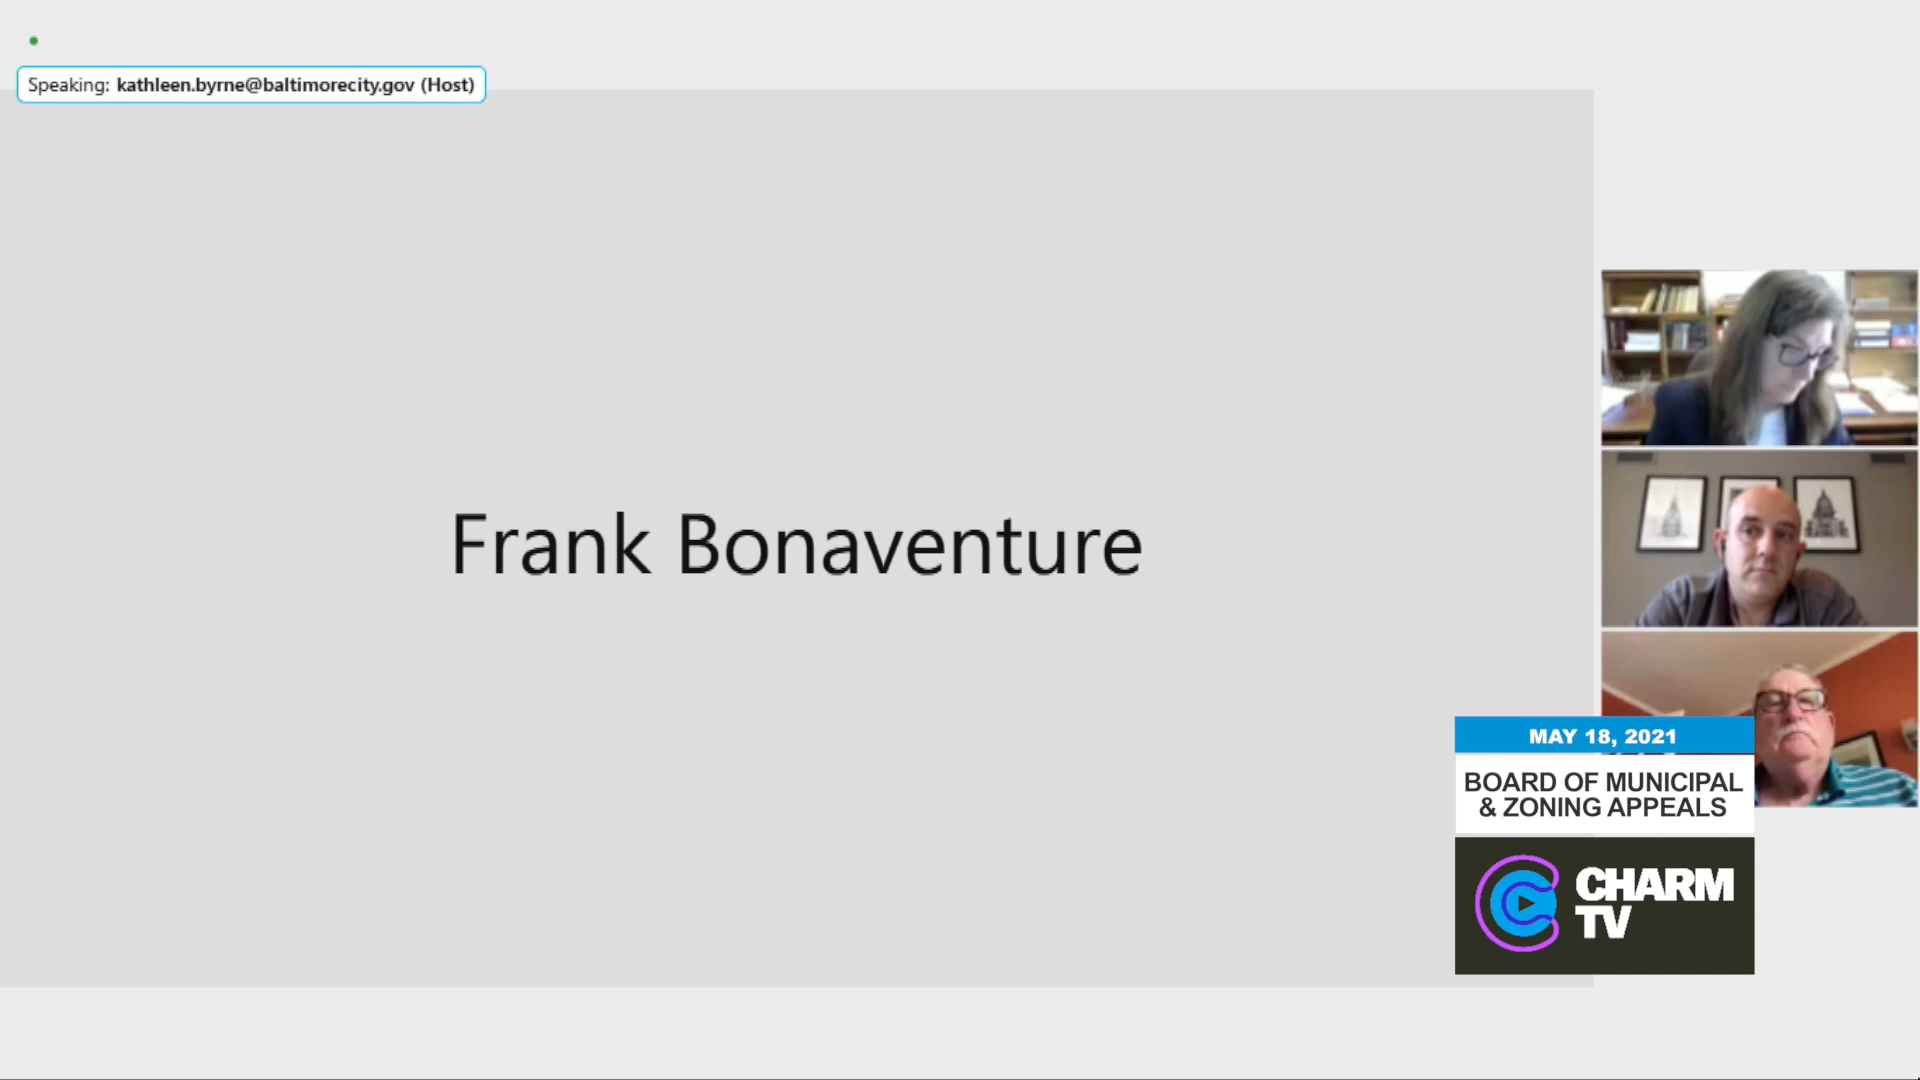 Speaking: kathleen.byrne@baltimorecity.gov (Host)
Frank Bonaventure
MAY 18, 2021
BOARD OF MUNICIPAL
& ZONING APPEALS
CHARM
TV